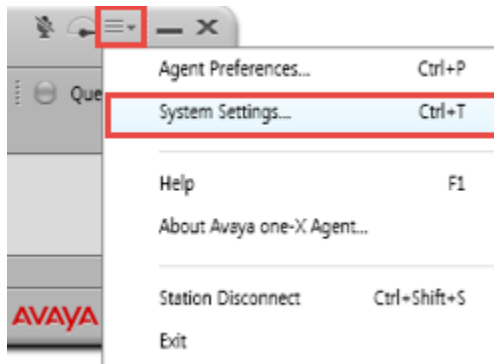 Agent Preferences... Ctrl+P
Que
System Settings... Ctrl+T
Help F1
About Avaya one-X Agent...
Station Disconnect Ctrl+Shift+S
AVAYA
Exit